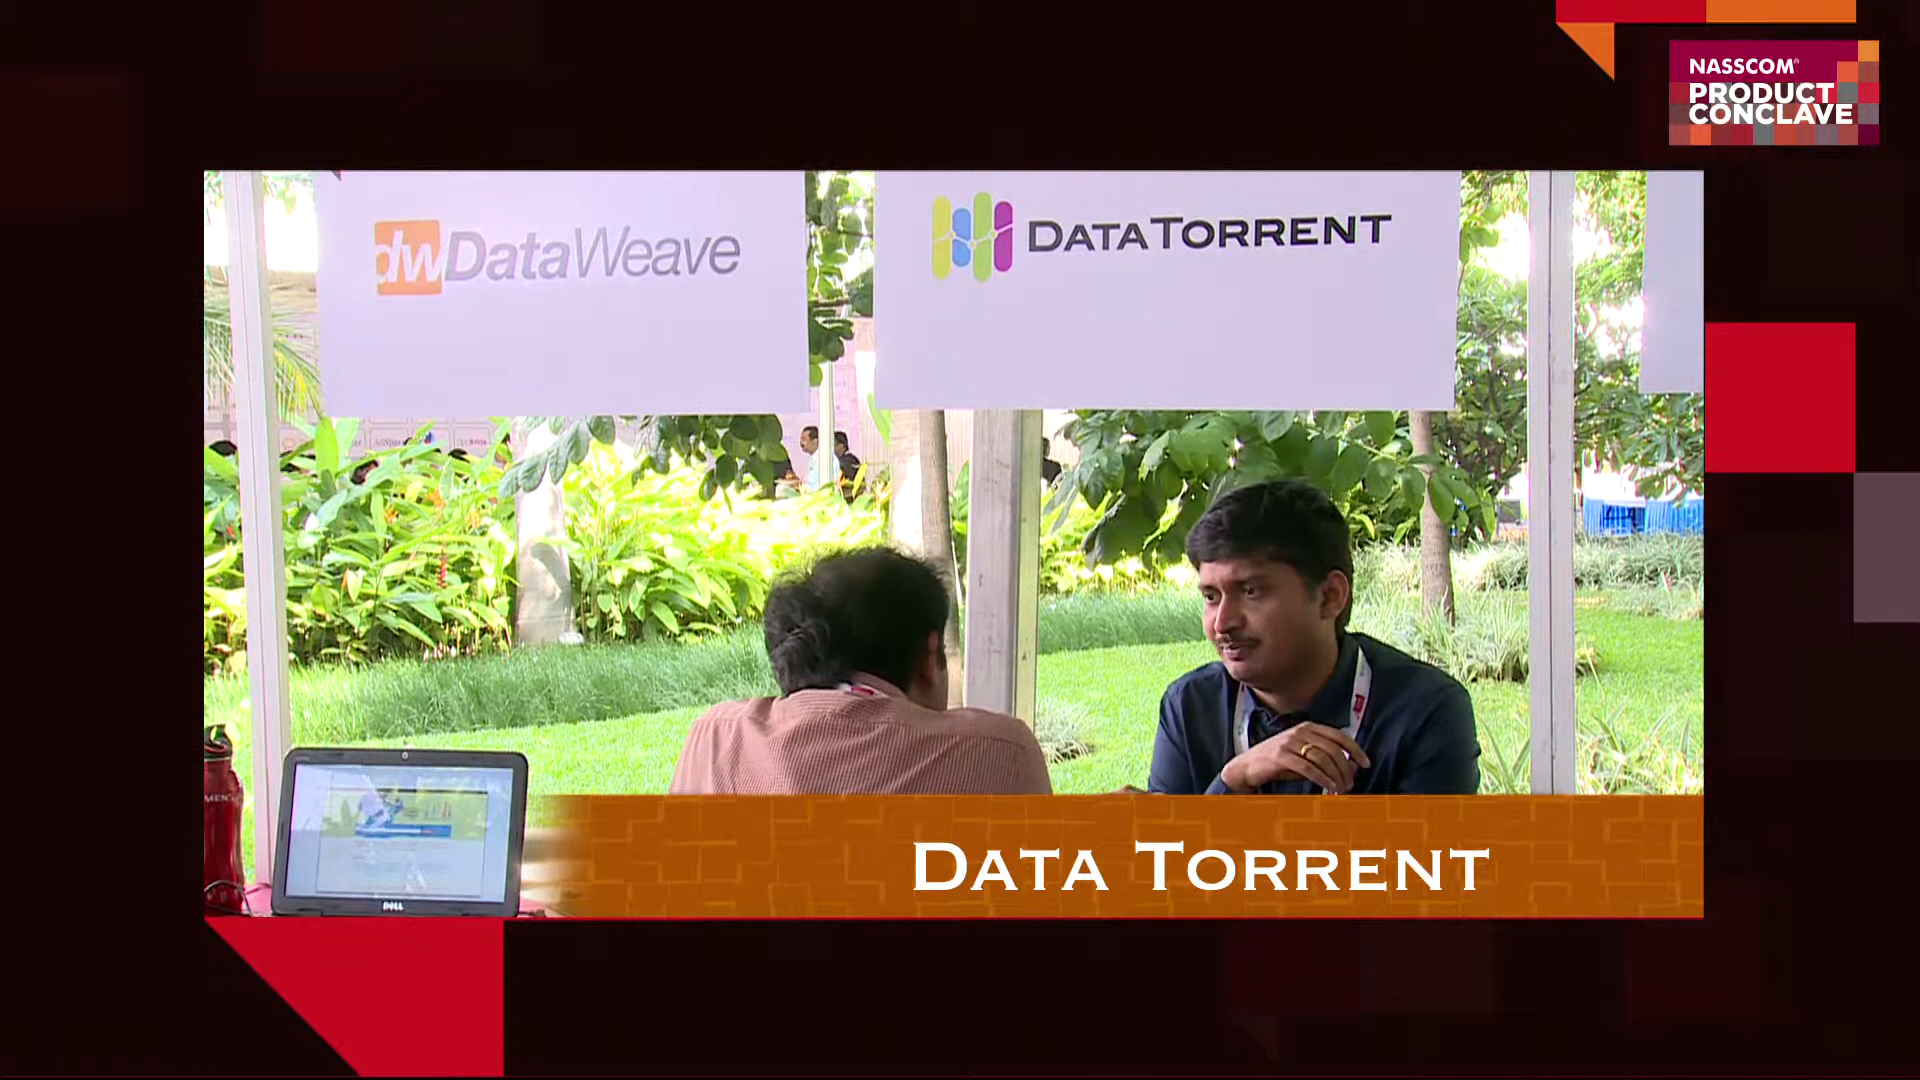 NASSCOM®
PRODUCT
CONCLAVE
dw DataWeave
DATATORRENT
DELL
DATA TORRENT